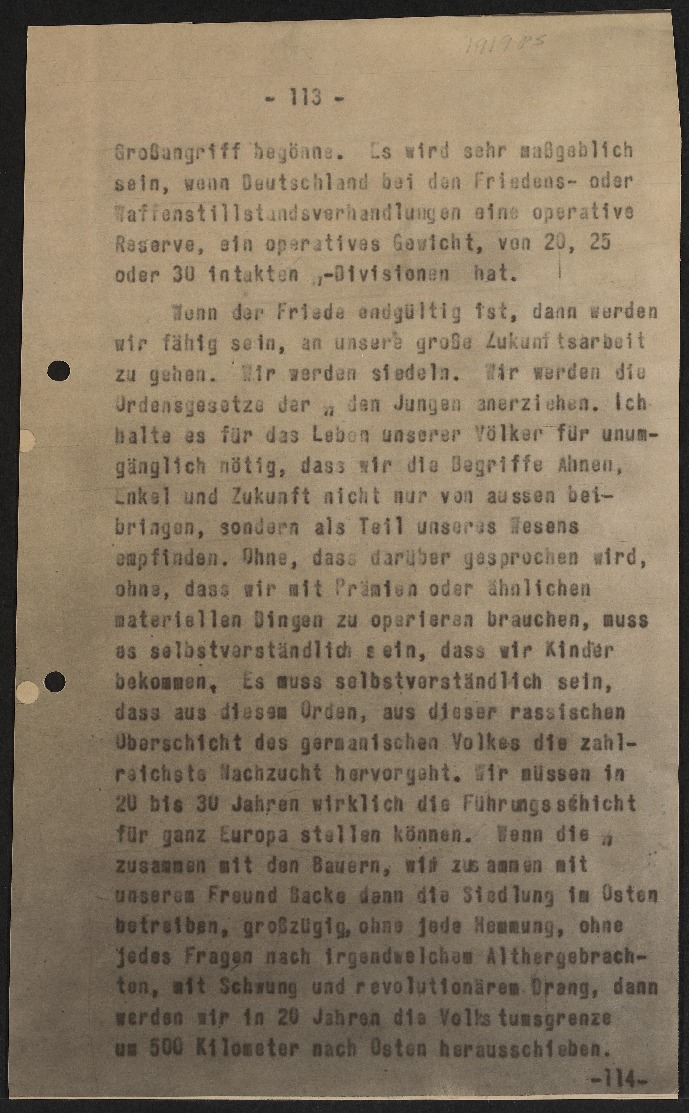 1919 PS
- 113 -
Großangriff begönne. Es wird sehr maßgeblich
sein, wenn Deutschland bei den Friedens- oder
Waffenstillstandsverhandlungen eine operative
Reserve, ein operatives Gewicht, von 20, 25
oder 30 intakten „-Divisionen hat.
Wenn der Friede endgültig ist, dann werden
wir fähig sein, an unsere große Zukunftsarbeit
zu gehen. Wir werden siedeln. Wir werden die
Ordensgesetze der „ den Jungen anerziehen. Ich
halte es für das Leben unserer Völker für unum-
gänglich nötig, dass wir die Begriffe Ahnen,
Enkel und Zukunft nicht nur von aussen bei-
bringen, sondern als Teil unseres Wesens
empfinden. Ohne, dass darüber gesprochen wird,
ohne, dass wir mit Prämien oder ähnlichen
materiellen Dingen zu operieren brauchen, muss
es selbstverständlich sein, dass wir Kinder
bekommen. Es muss selbstverständlich sein,
dass aus diesem Orden, aus dieser rassischen
Oberschicht des germanischen Volkes die zahl-
reichste Nachzucht hervorgeht. Wir müssen in
20 bis 30 Jahren wirklich die Führungsschicht
für ganz Europa stellen können. Wenn die „
zusammen mit den Bauern, wir zusammen mit
unserem Freund Backe dann die Siedlung im Osten
betreiben, großzügig, ohne jede Hemmung, ohne
jedes Fragen nach irgendwelchem Althergebrach-
ten, mit Schwung und revolutionärem Drang, dann
werden wir in 20 Jahren die Volkstumsgrenze
um 500 Kilometer nach Osten herausschieben.
-114-